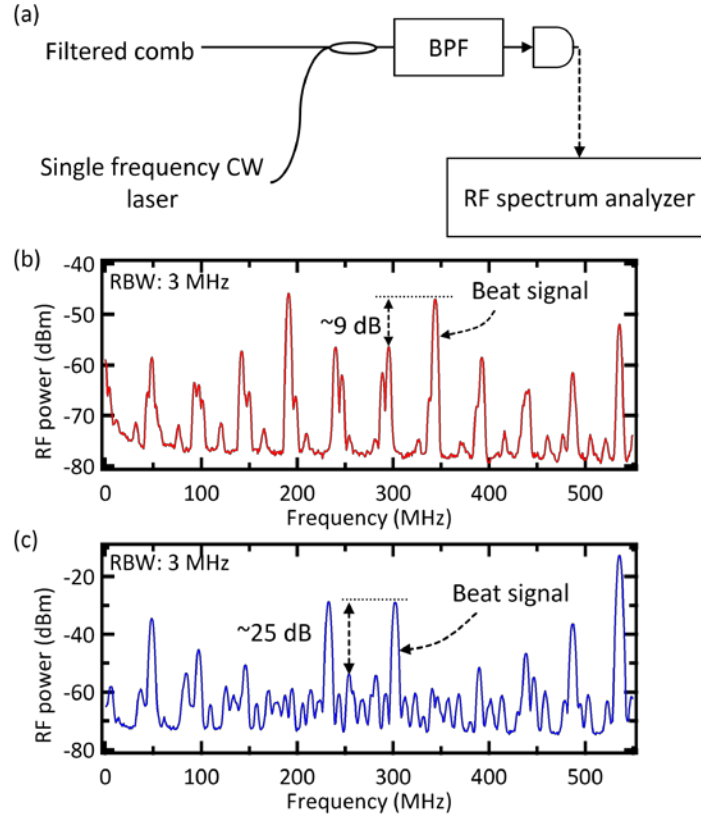 (a)
Filtered comb
BPF
Single frequency CW
laser
RF spectrum analyzer
(b)
-40
RBW: 3 MHz
Beat signal
-50
~9 dB
-60
-70
-80
RF power (dBm)
0 100 200 300 400 500
Frequency (MHz)
(c)
RBW: 3 MHz
-20
Beat signal
~25 dB
-40
-60
-80
RF power (dBm)
0 100 200 300 400 500
Frequency (MHz)